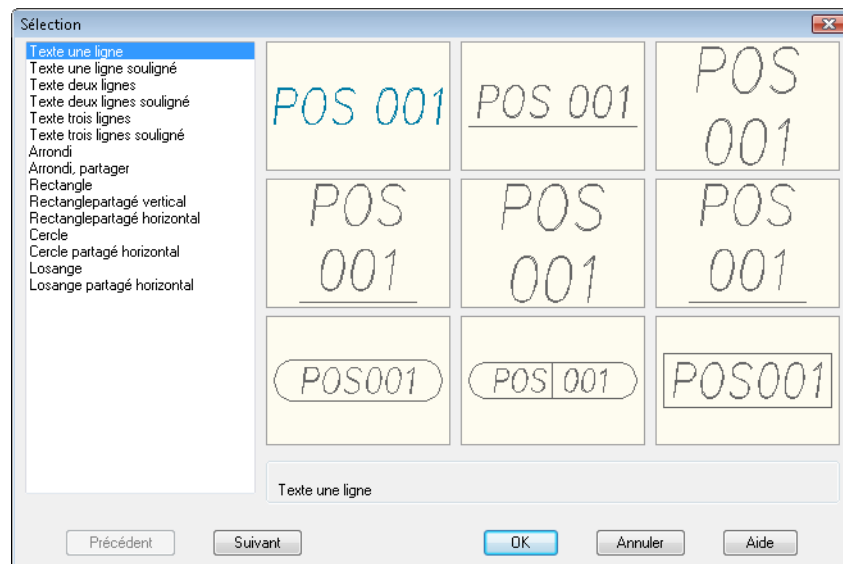 Sélection
Texte une ligne
Texte une ligne souligné
Texte deux lignes
Texte deux lignes souligné
Texte trois lignes
Texte trois lignes souligné
Arrondi
Arrondi, partager
Rectangle
Rectanglepartagé vertical
Rectanglepartagé horizontal
Cercle
Cercle partagé horizontal
Losange
Losange partagé horizontal
POS 001
POS 001
POS
001
POS
001
POS
001
POS
001
POS001
POS 001
POS001
Texte une ligne
Précédent
Suivant
OK
Annuler
Aide